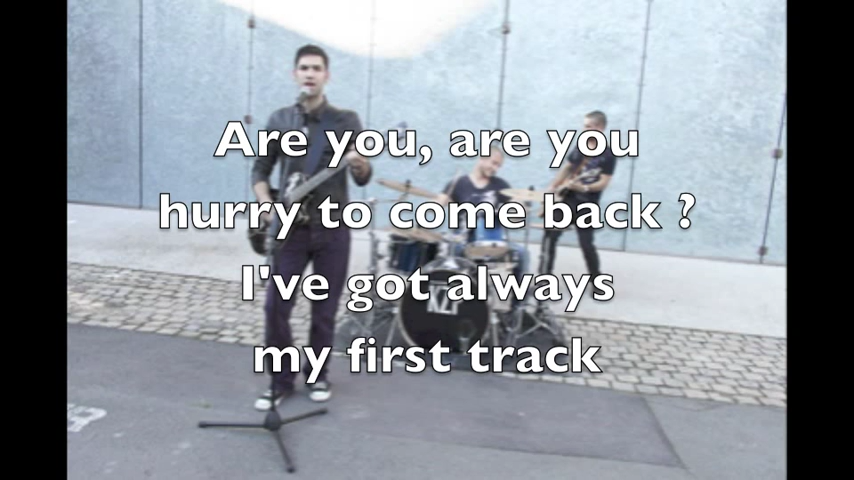 Are you, are you
hurry to come back ?
I've got always
my first track